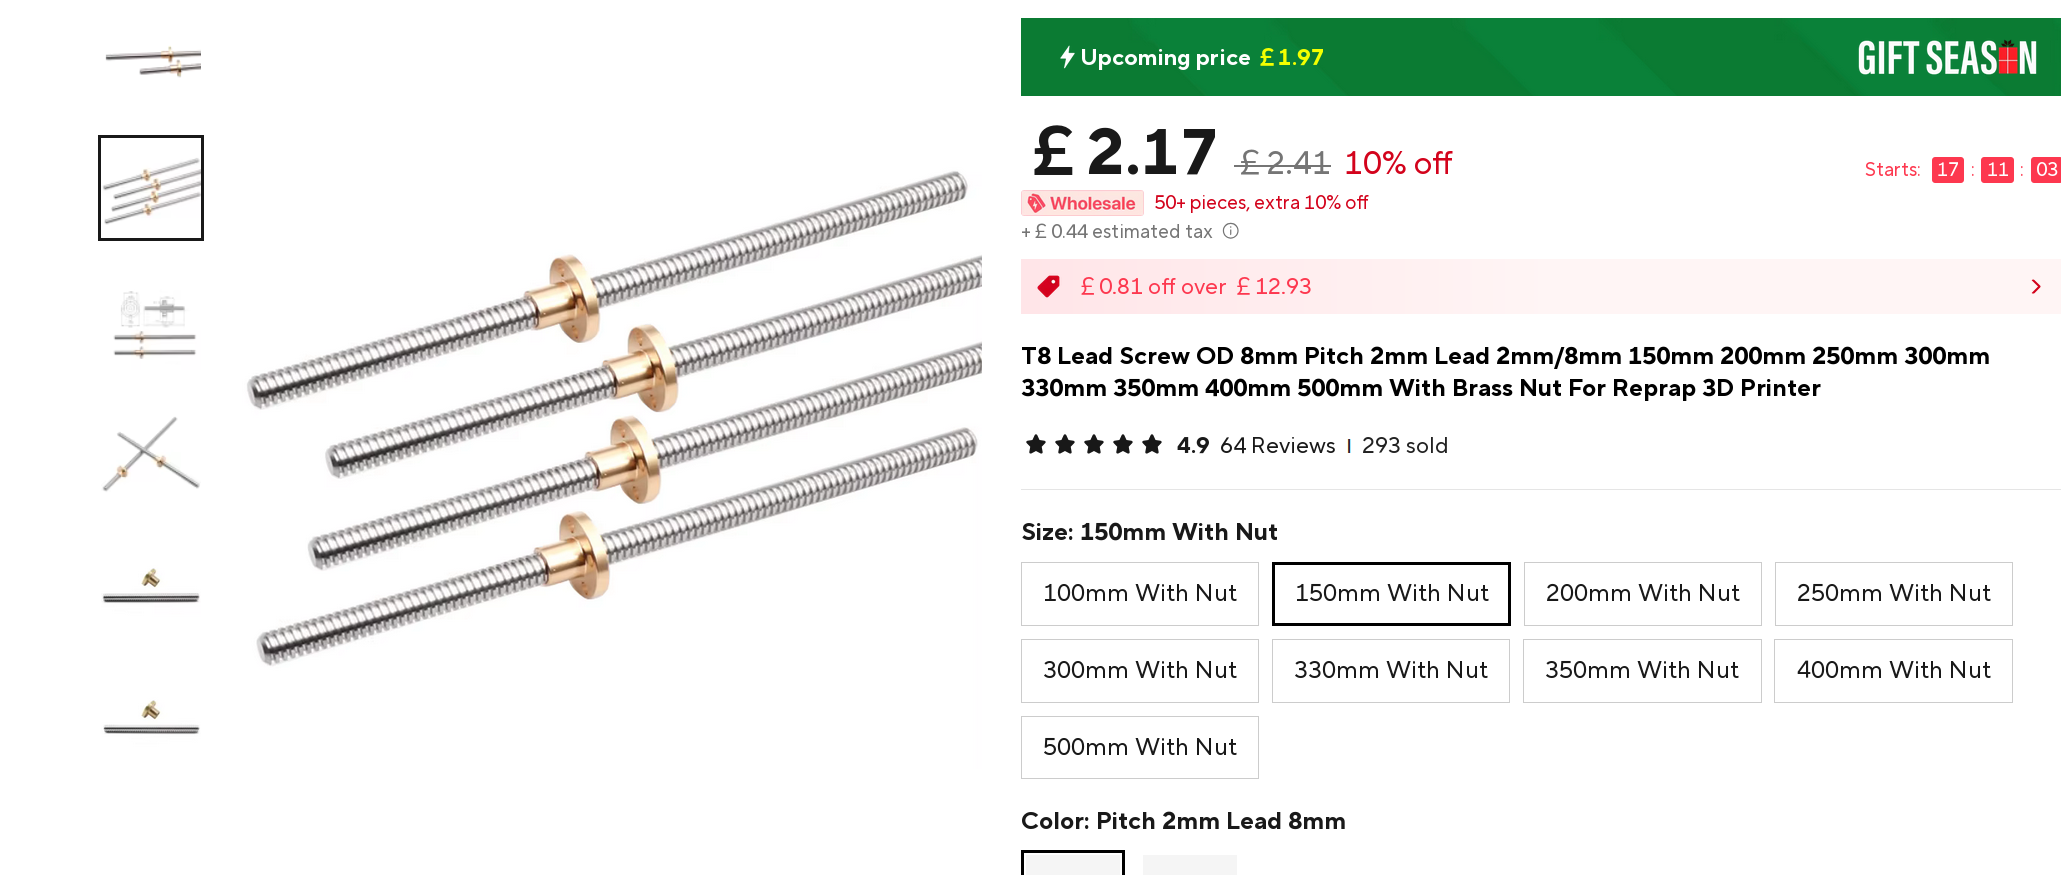 Upcoming price £1.97
GIFT SEASON
£2.17 £2.41 10% off
Starts: 17 : 11 : 03
Wholesale 50+ pieces, extra 10% off
+ £0.44 estimated tax
£0.81 off over £12.93
T8 Lead Screw OD 8mm Pitch 2mm Lead 2mm/8mm 150mm 200mm 250mm 300mm
330mm 350mm 400mm 500mm With Brass Nut For Reprap 3D Printer
4.9 64 Reviews | 293 sold
Size: 150mm With Nut
100mm With Nut
150mm With Nut
200mm With Nut
250mm With Nut
300mm With Nut
330mm With Nut
350mm With Nut
400mm With Nut
500mm With Nut
Color: Pitch 2mm Lead 8mm